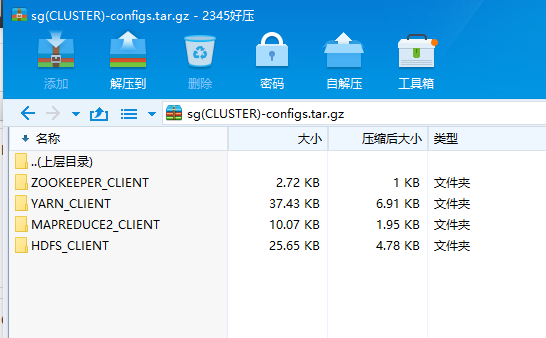 sg(CLUSTER)-configs.tar.gz - 2345好压
添加 解压到 删除 密码 自解压 工具箱
sg(CLUSTER)-configs.tar.gz
名称 大小 压缩后大小 类型
..(上层目录)
ZOOKEEPER_CLIENT 2.72 KB 1 KB 文件夹
YARN_CLIENT 37.43 KB 6.91 KB 文件夹
MAPREDUCE2_CLIENT 10.07 KB 1.95 KB 文件夹
HDFS_CLIENT 25.65 KB 4.78 KB 文件夹